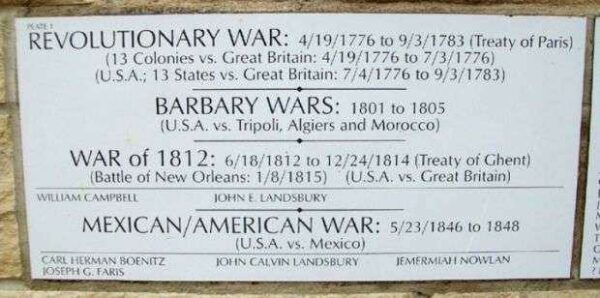 PLATE 1
REVOLUTIONARY WAR: 4/19/1776 to 9/3/1783 (Treaty of Paris)
(13 Colonies vs. Great Britain: 4/19/1776 to 7/3/1776)
(U.S.A.; 13 States vs. Great Britain: 7/4/1776 to 9/3/1783)
BARBARY WARS: 1801 to 1805
(U.S.A. vs. Tripoli, Algiers and Morocco)
WAR of 1812: 6/18/1812 to 12/24/1814 (Treaty of Ghent)
(Battle of New Orleans: 1/8/1815) (U.S.A. vs. Great Britain)
WILLIAM CAMPBELL JOHN E. LANDSBURY
MEXICAN/AMERICAN WAR: 5/23/1846 to 1848
(U.S.A. vs. Mexico)
CARL HERMAN BOENITZ JOHN CALVIN LANDSBURY JEMERMIAH NOWLAN
JOSEPH G. FARIS